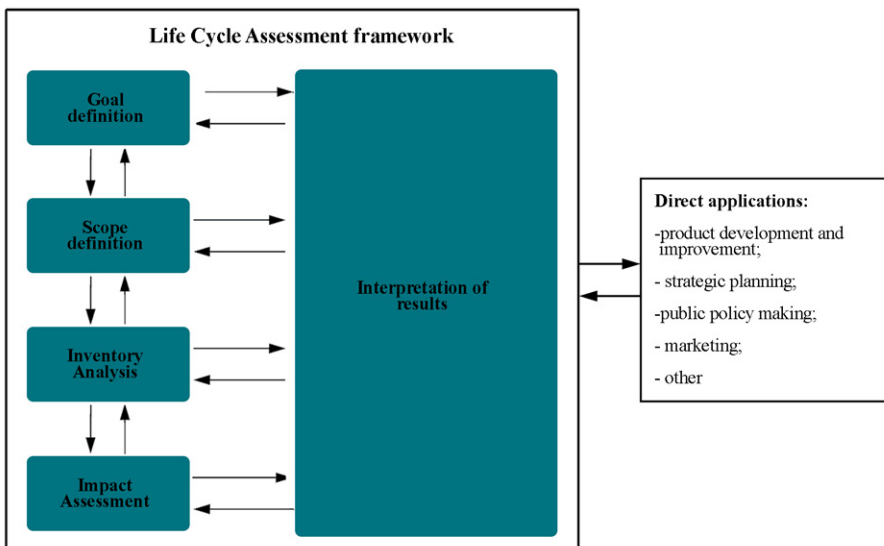 Life Cycle Assessment framework
Goal
definition
Scope
definition
Inventory
Analysis
Impact
Assessment
Interpretation of
results
Direct applications:
-product development and
improvement;
- strategic planning;
-public policy making;
- marketing;
- other